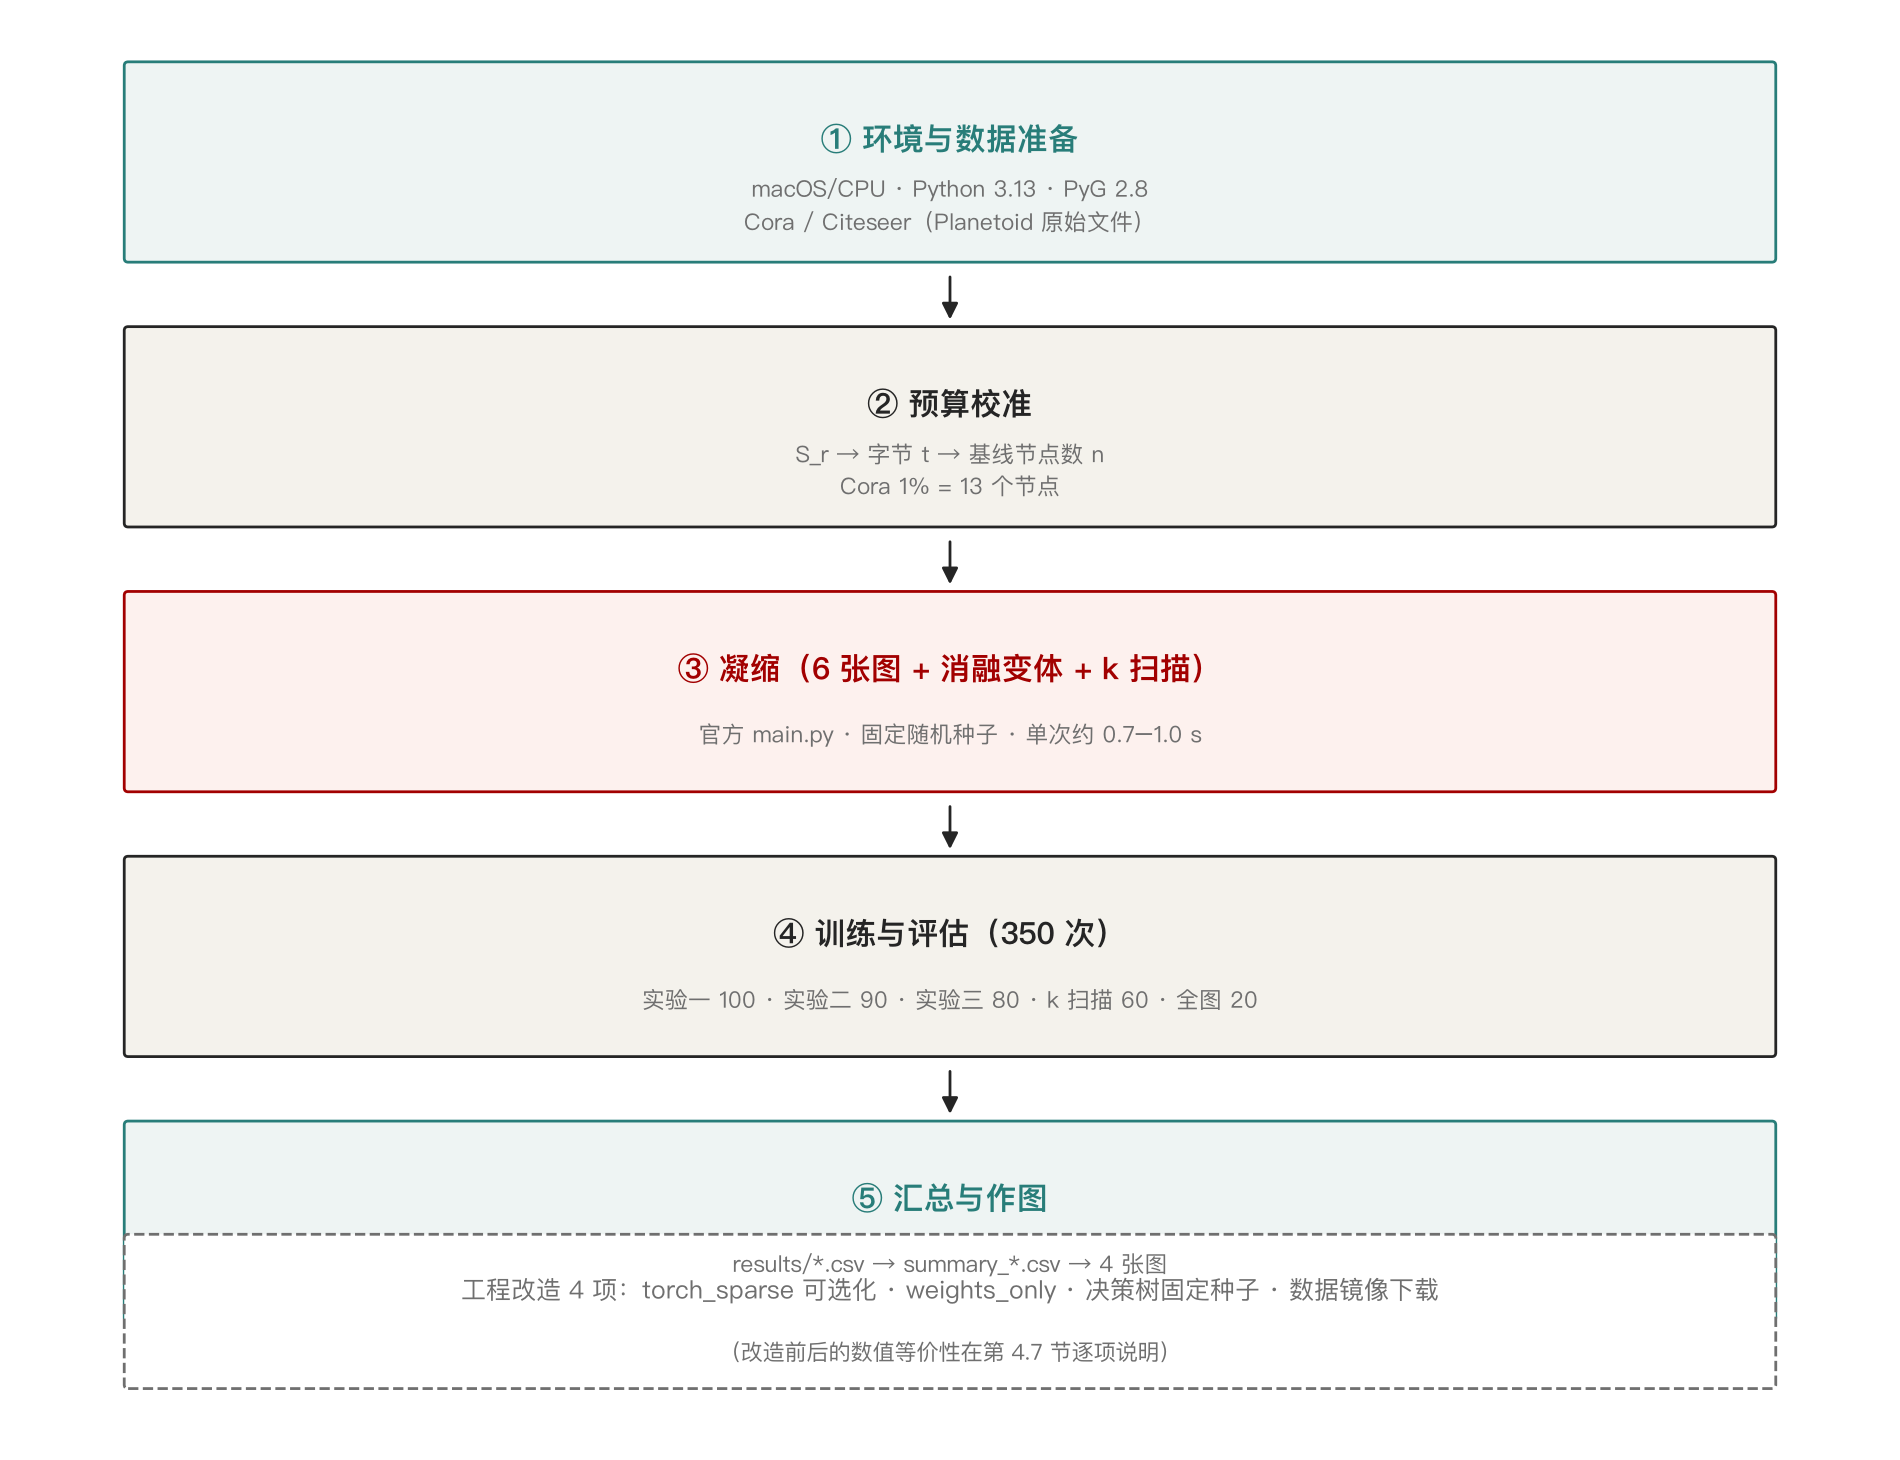 ① 环境与数据准备
macOS/CPU · Python 3.13 · PyG 2.8
Cora / Citeseer（Planetoid 原始文件）
② 预算校准
S_r → 字节 t → 基线节点数 n
Cora 1% = 13 个节点
③ 凝缩（6 张图 + 消融变体 + k 扫描）
官方 main.py · 固定随机种子 · 单次约 0.7–1.0 s
④ 训练与评估（350 次）
实验一 100 · 实验二 90 · 实验三 80 · k 扫描 60 · 全图 20
⑤ 汇总与作图
results/*.csv → summary_*.csv → 4 张图
工程改造 4 项：torch_sparse 可选化 · weights_only · 决策树固定种子 · 数据镜像下载
（改造前后的数值等价性在第 4.7 节逐项说明）